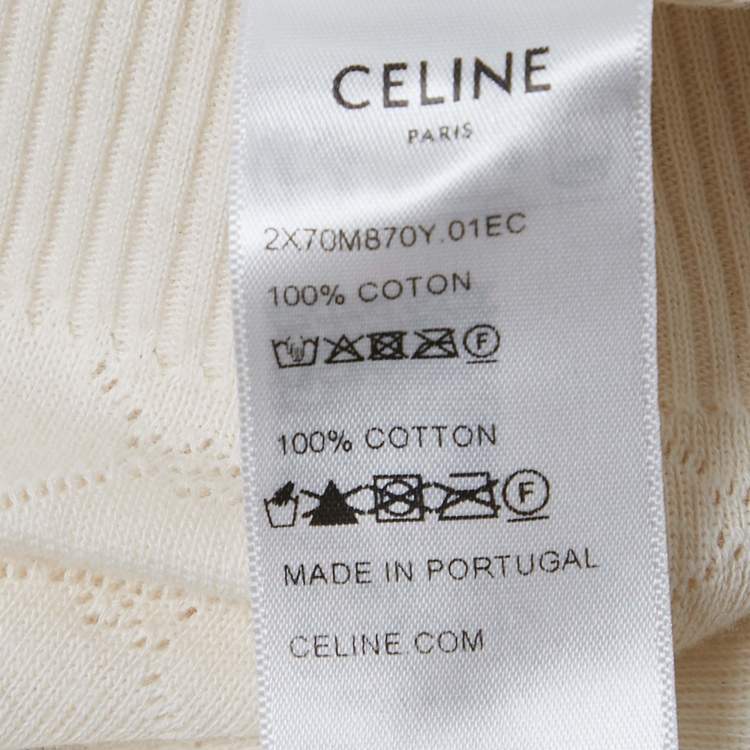 CELINE
PARIS
2X70M870Y.01EC
100% COTON
F
100% COTTON
F
MADE IN PORTUGAL
CELINE.COM